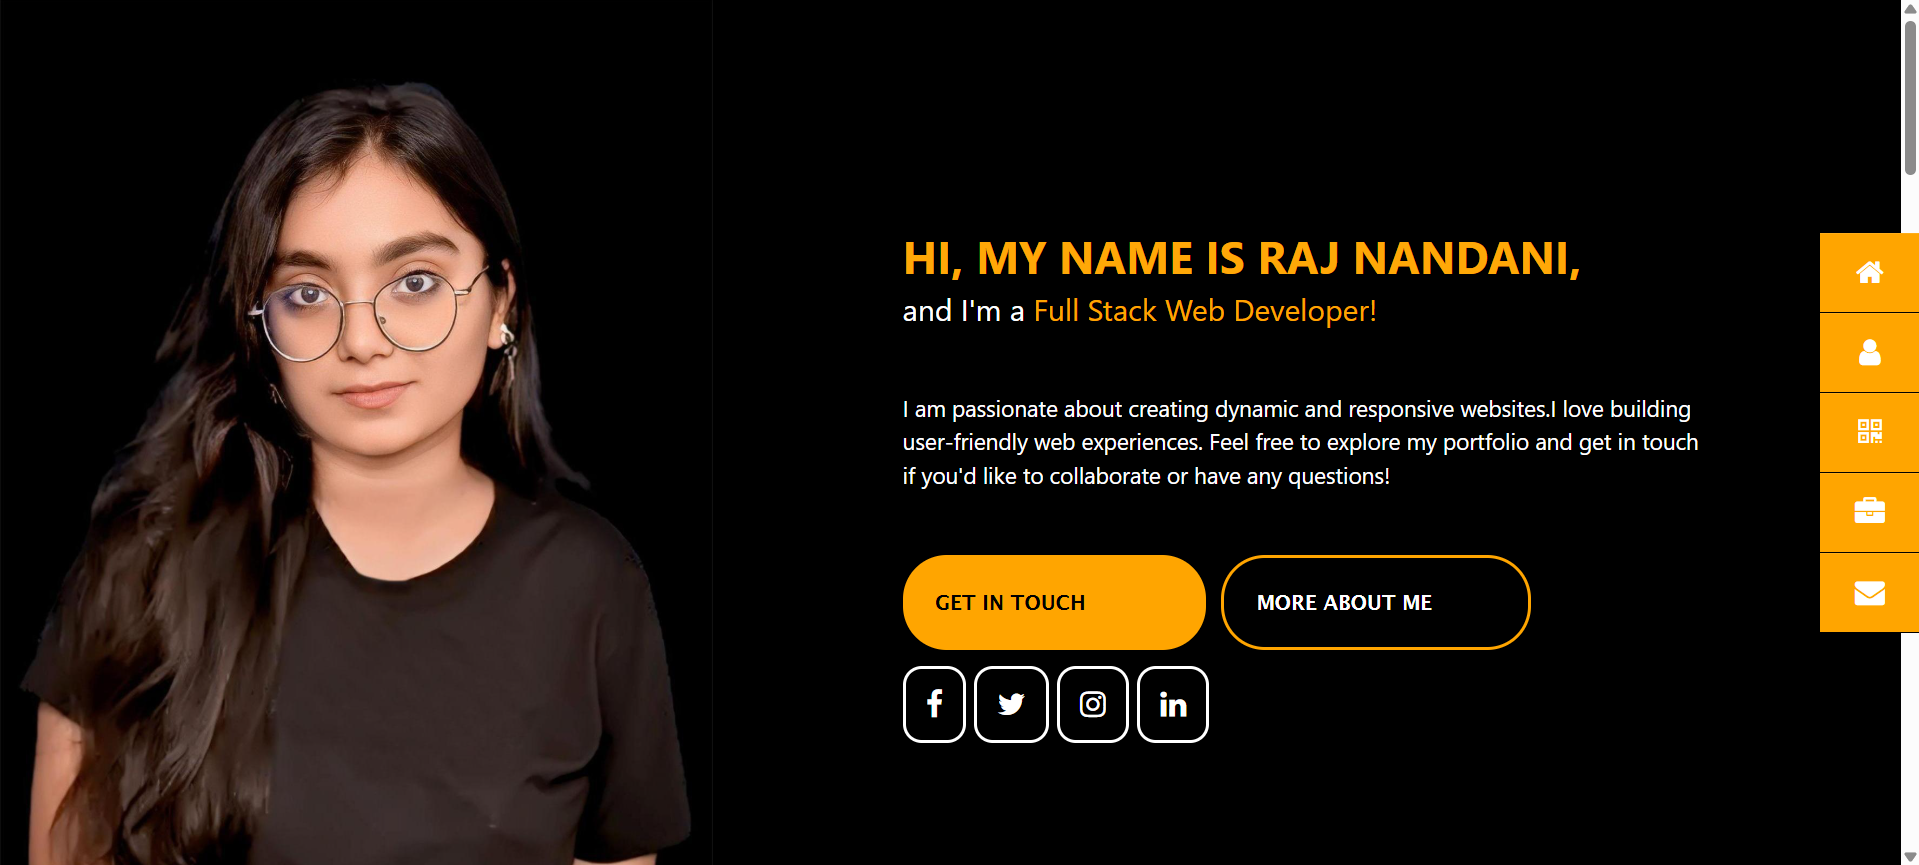 HI, MY NAME IS RAJ NANDANI,
and I'm a Full Stack Web Developer!
I am passionate about creating dynamic and responsive websites.I love building
user-friendly web experiences. Feel free to explore my portfolio and get in touch
if you'd like to collaborate or have any questions!
GET IN TOUCH
MORE ABOUT ME